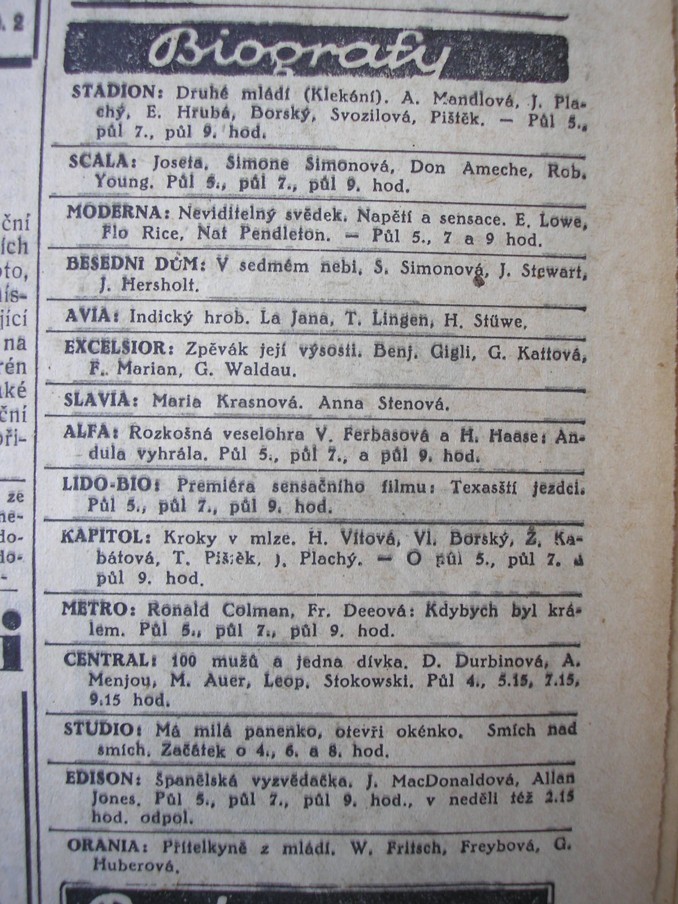 . 2
Biografy
STADION: Druhé mládí (Klekání). A. Mandlová, J. Pla-
chý, E. Hrubá, Borský, Svozilová, Pištěk. — Půl 5.,
půl 7., půl 9. hod.
SCALA: Joseta, Simone Simonová, Don Ameche, Rob.
Young. Půl 5., půl 7., půl 9. hod.
MODERNA: Neviditelný svědek. Napětí a sensace. E. Lowe,
Flo Rice, Nat Pendleton. — Půl 5., 7 a 9 hod.
BESEDNÍ DŮM: V sedmém nebi. S. Simonová, J. Stewart,
J. Hersholt.
AVIA: Indický hrob. La Jana, T. Lingen, H. Stüwe.
EXCELSIOR: Zpěvák její výsosti. Benj. Gigli, G. Kattová,
F. Marian, G. Waldau.
SLAVIA: Maria Krasnová. Anna Stenová.
ALFA: Rozkošná veselohra V. Ferbasová a H. Haase: An-
dula vyhrála. Půl 5., půl 7., a půl 9. hod.
LIDO-BIO: Premiéra sensačního filmu: Texasští jezdci.
Půl 5., půl 7., půl 9. hod.
KAPITOL: Kroky v mlze. H. Vítová, Vl. Borský, Ž. Ka-
bátová, T. Pištěk, J. Plachý. — O půl 5., půl 7. a
půl 9. hod.
METRO: Ronald Colman, Fr. Deeová: Kdybych byl krá-
lem. Půl 5., půl 7., půl 9. hod.
CENTRAL: 100 mužů a jedna dívka. D. Durbinová, A.
Menjou, M. Auer, Leop. Stokowski. Půl 4., 5.15, 7.15,
9.15 hod.
STUDIO: Má milá panenko, otevři okénko. Smích nad
smích. Začátek o 4., 6. a 8. hod.
EDISON: Španělská vyzvědačka. J. MacDonaldová, Allan
Jones. Půl 5., půl 7., půl 9. hod., v neděli též 2.15
hod. odpol.
ORANIA: Přítelkyně z mládí. W. Fritsch, Freybová, G.
Huberová.